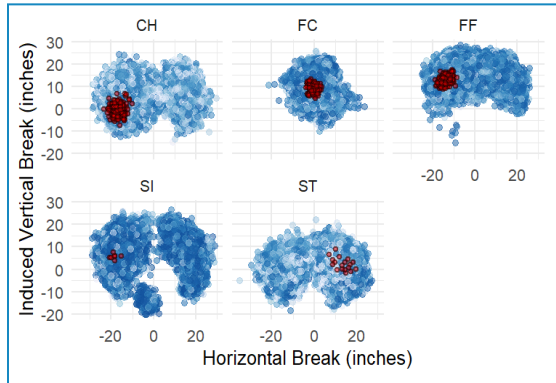 CH FC FF
30
20
10
0
-10
-20
-20 0 20
SI ST
30
20
10
0
-10
-20
-20 0 20 -20 0 20
Horizontal Break (inches)
Induced Vertical Break (inches)